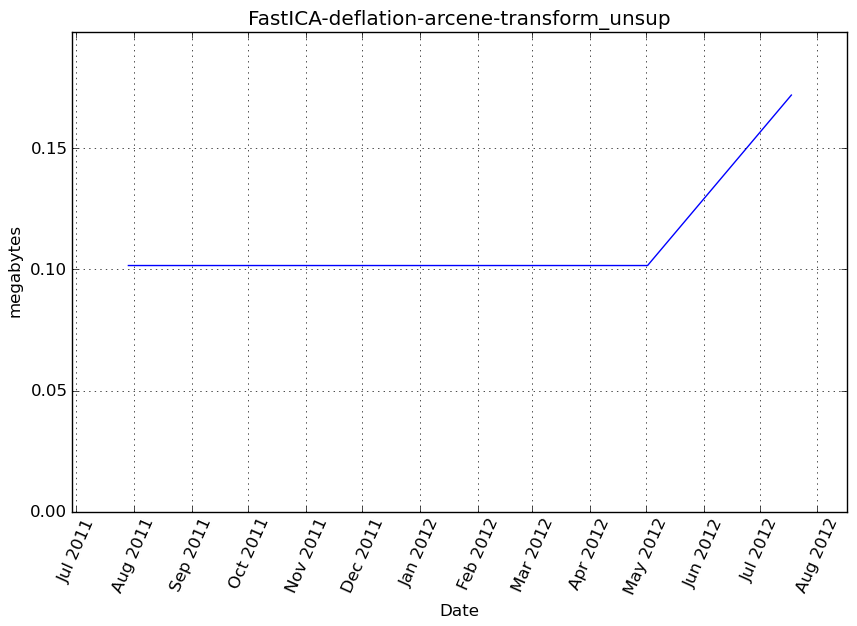 FastICA-deflation-arcene-transform_unsup
megabytes
0.15
0.10
0.05
0.00
Jul 2011
Aug 2011
Sep 2011
Oct 2011
Nov 2011
Dec 2011
Jan 2012
Feb 2012
Mar 2012
Apr 2012
May 2012
Jun 2012
Jul 2012
Aug 2012
Date